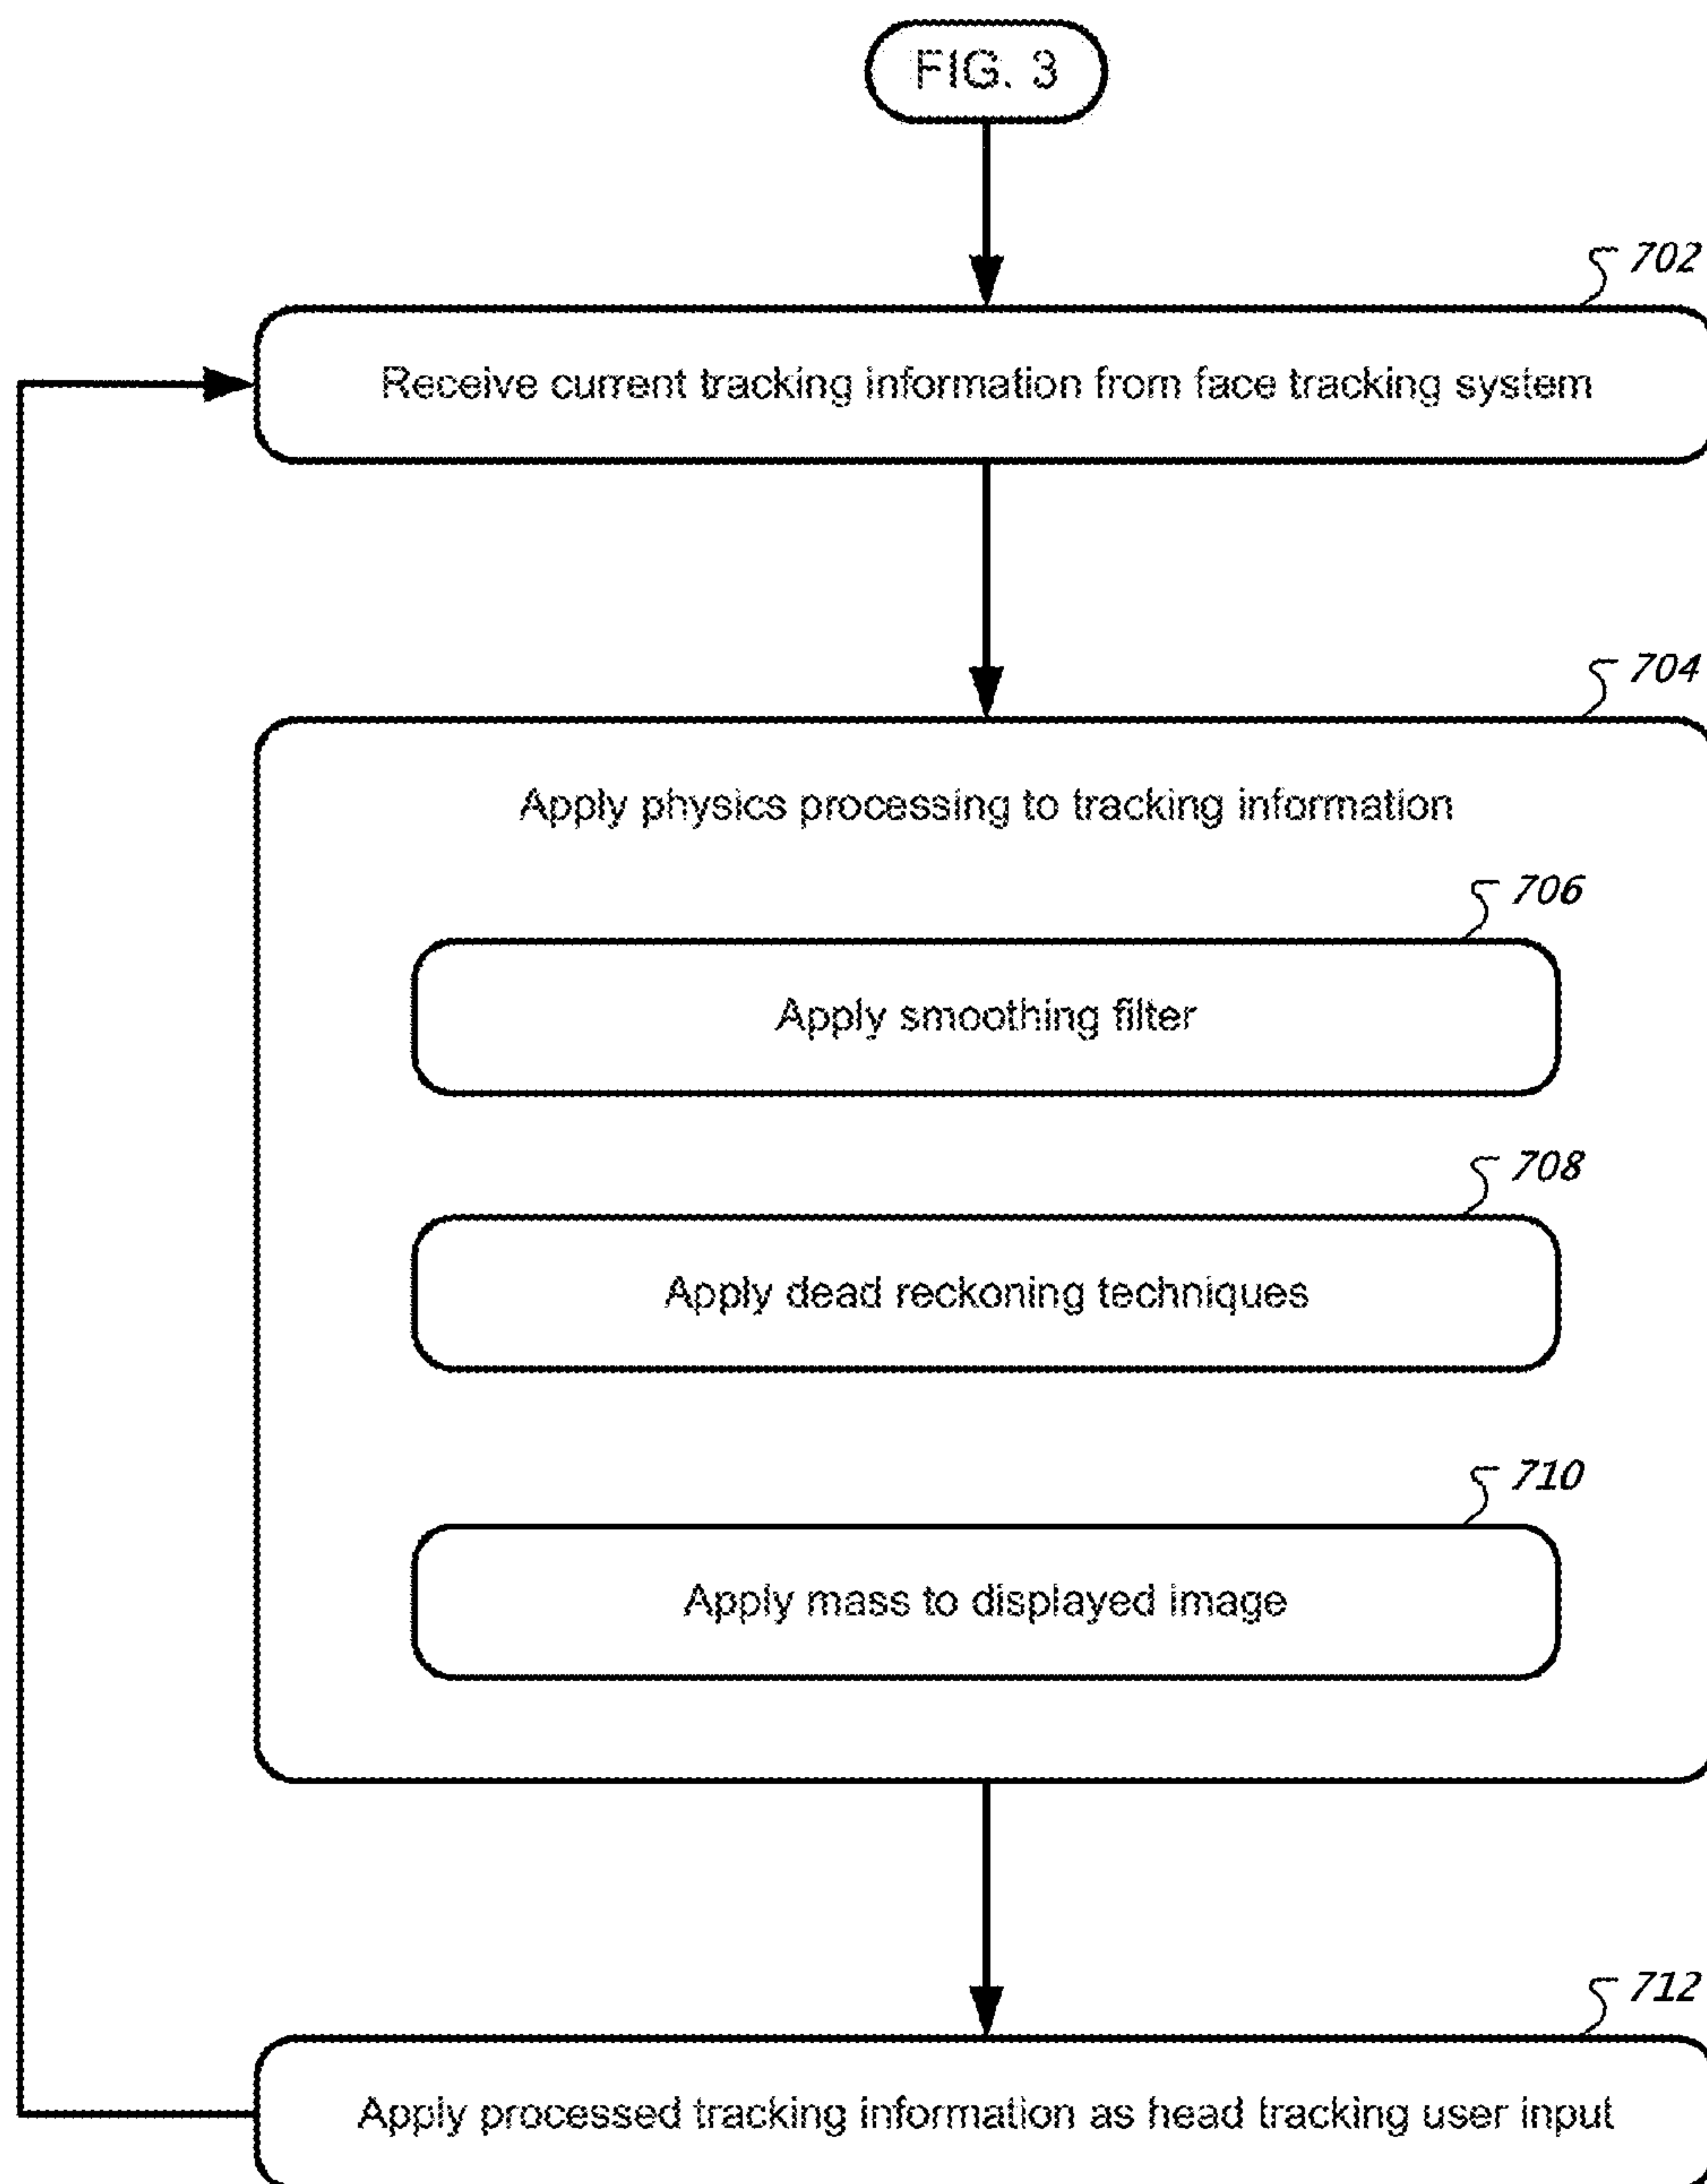 FIG. 3
702
Receive current tracking information from face tracking system
704
Apply physics processing to tracking information
706
Apply smoothing filter
708
Apply dead reckoning techniques
710
Apply mass to displayed image
712
Apply processed tracking information as head tracking user input